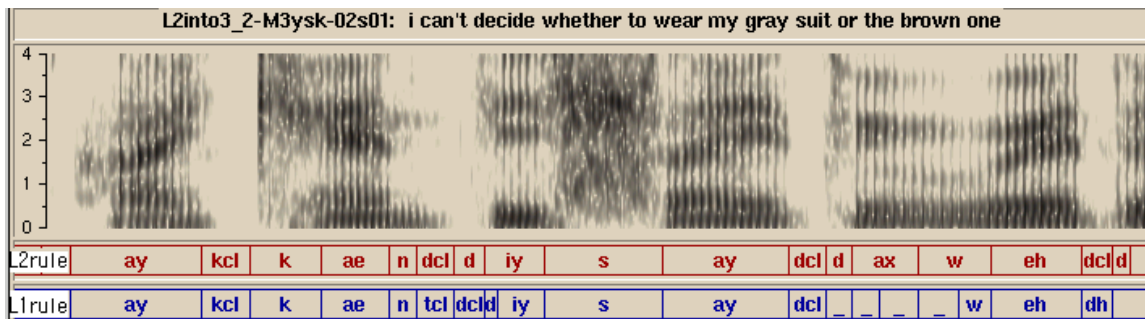 L2into3_2-M3ysk-02s01: i can't decide whether to wear my gray suit or the brown one
4
3
2
1
0
L2rule ay kcl k ae n dcl d iy s ay dcl d ax w eh dcl d
L1rule ay kcl k ae n tcl dcl d iy s ay dcl _ _ _ _ w eh dh